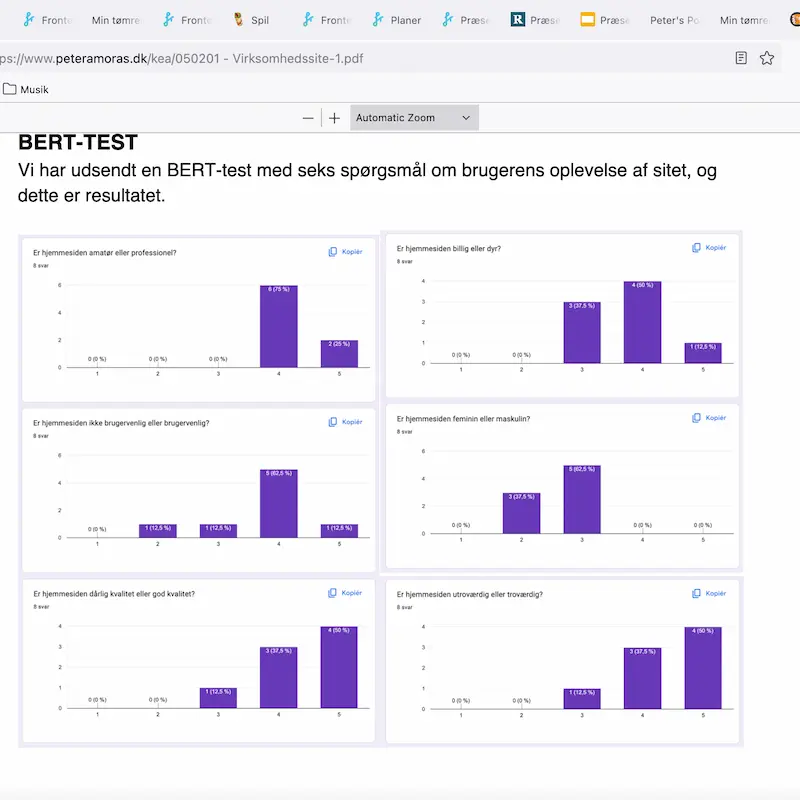 Fronte
Min tømre
Fronte
Spil
Fronte
Planer
Præse
Præse
Præse
Peter's Po
Min tømre
ps://www.peteramoras.dk/kea/050201 - Virksomhedssite-1.pdf
Musik
Automatic Zoom
BERT-TEST
Vi har udsendt en BERT-test med seks spørgsmål om brugerens oplevelse af sitet, og
dette er resultatet.
Er hjemmesiden amatør eller professionel?
Kopiér
8 svar
6
4
2
0
0 (0 %)
0 (0 %)
0 (0 %)
6 (75 %)
2 (25 %)
1 2 3 4 5
Er hjemmesiden billig eller dyr?
Kopiér
8 svar
4
3
2
1
0
0 (0 %)
0 (0 %)
3 (37,5 %)
4 (50 %)
1 (12,5 %)
1 2 3 4 5
Er hjemmesiden ikke brugervenlig eller brugervenlig?
Kopiér
8 svar
6
4
2
0
0 (0 %)
1 (12,5 %)
1 (12,5 %)
5 (62,5 %)
1 (12,5 %)
1 2 3 4 5
Er hjemmesiden feminin eller maskulin?
Kopiér
8 svar
6
4
2
0
0 (0 %)
3 (37,5 %)
5 (62,5 %)
0 (0 %)
0 (0 %)
1 2 3 4 5
Er hjemmesiden dårlig kvalitet eller god kvalitet?
Kopiér
8 svar
4
3
2
1
0
0 (0 %)
0 (0 %)
1 (12,5 %)
3 (37,5 %)
4 (50 %)
1 2 3 4 5
Er hjemmesiden utroværdig eller troværdig?
Kopiér
8 svar
4
3
2
1
0
0 (0 %)
0 (0 %)
1 (12,5 %)
3 (37,5 %)
4 (50 %)
1 2 3 4 5